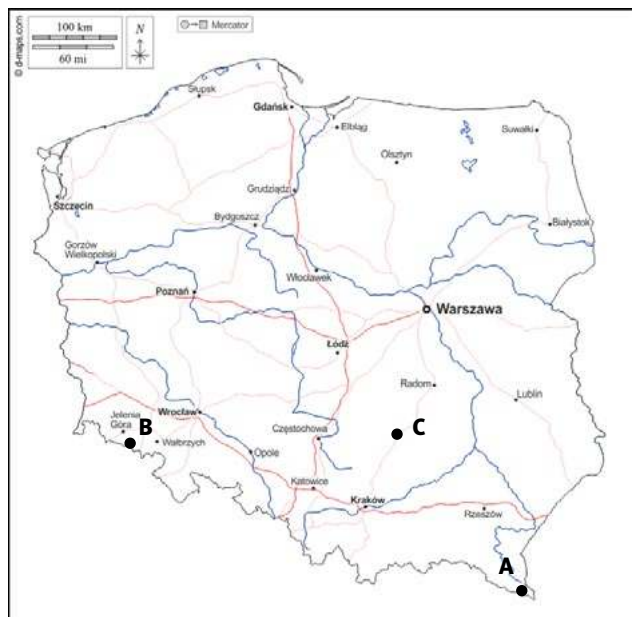 100 km
60 mi
N
Mercator
© d-maps.com
Słupsk
Gdańsk
Elbląg
Suwałki
Olsztyn
Szczecin
Grudziądz
Bydgoszcz
Białystok
Gorzów
Wielkopolski
Włocławek
Poznań
Warszawa
Łódź
Radom
Lublin
Jelenia
Góra
B
Wrocław
Wałbrzych
Częstochowa
C
Opole
Katowice
Kraków
Rzeszów
A